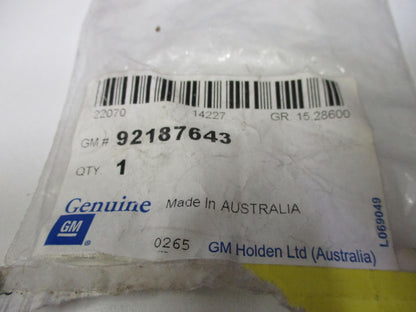 22070 14227 GR 15.28600
GM# 92187643
QTY 1
Genuine Made In AUSTRALIA
GM
0265 GM Holden Ltd (Australia)
L069049